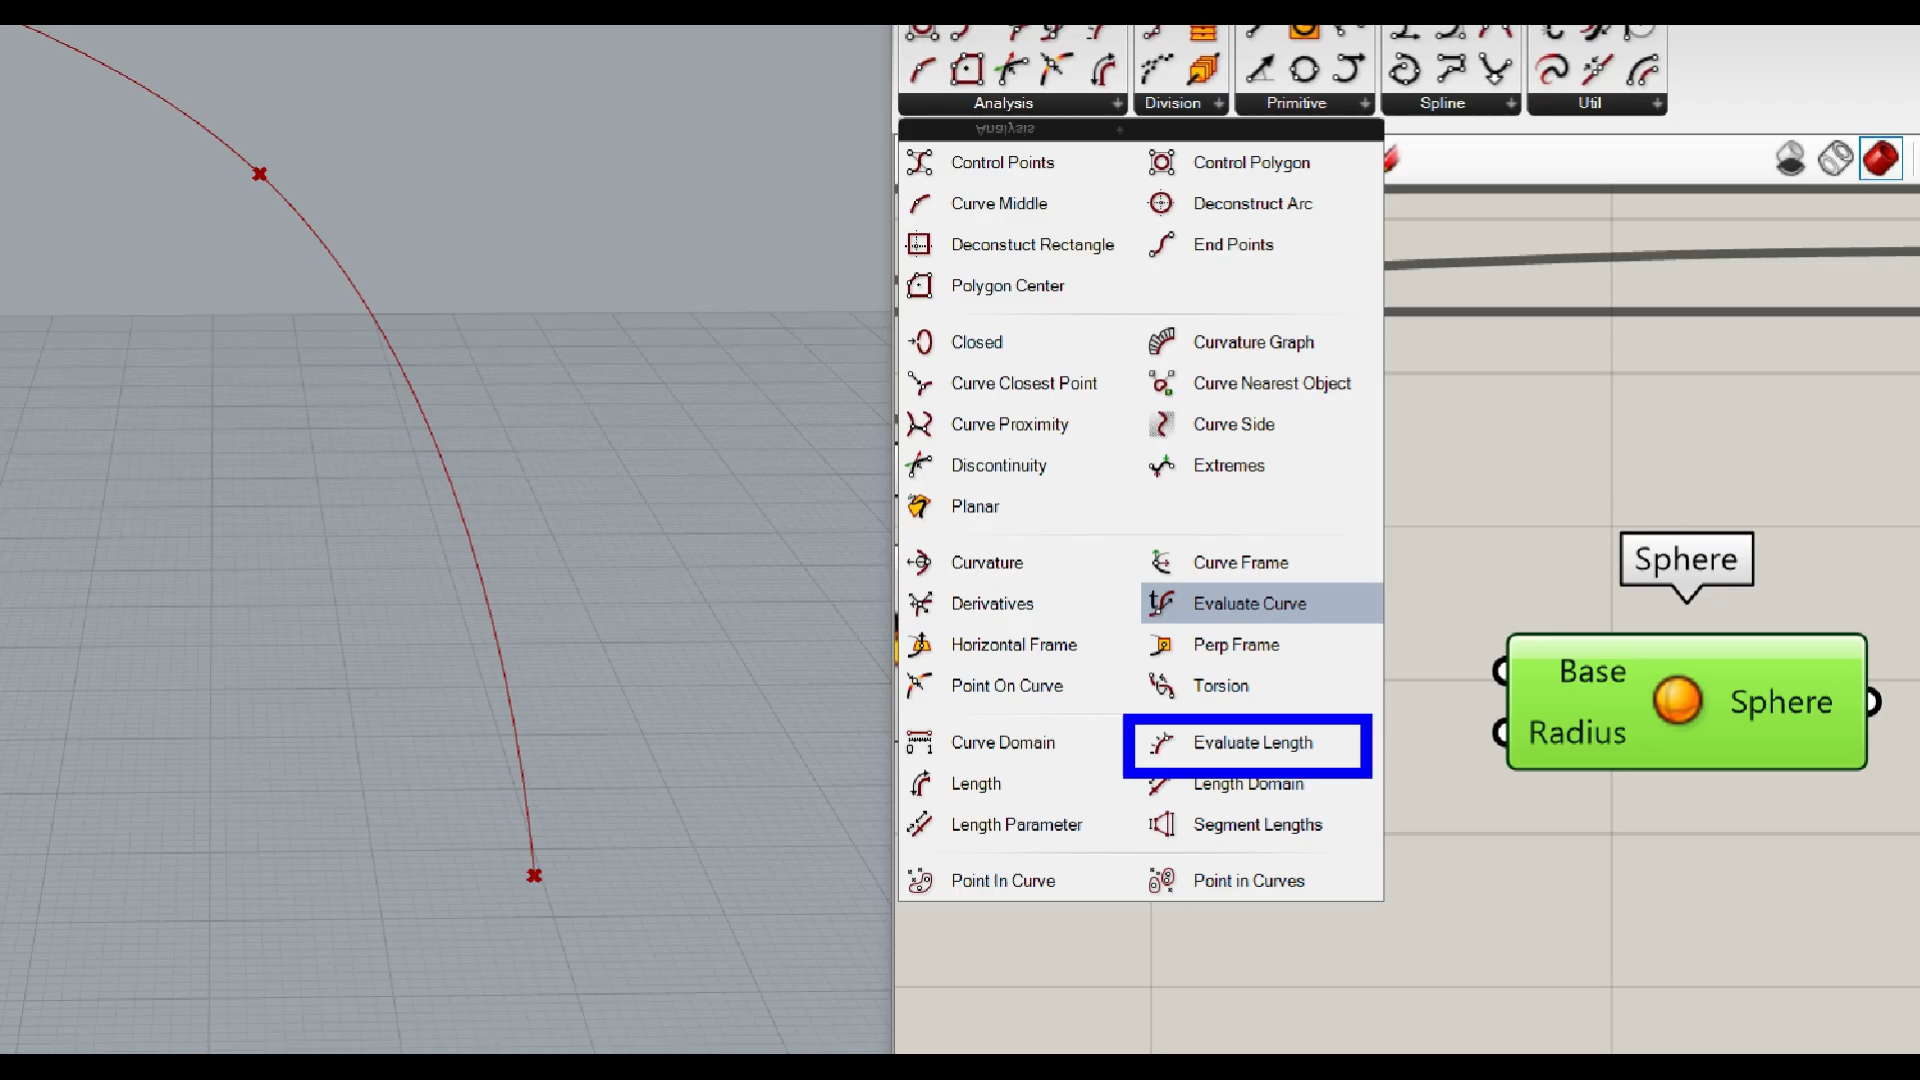 Analysis
Division
Primitive
Spline
Util
Analysis
Control Points
Control Polygon
Curve Middle
Deconstruct Arc
Deconstuct Rectangle
End Points
Polygon Center
Closed
Curvature Graph
Curve Closest Point
Curve Nearest Object
Curve Proximity
Curve Side
Discontinuity
Extremes
Planar
Curvature
Curve Frame
Derivatives
Evaluate Curve
Horizontal Frame
Perp Frame
Point On Curve
Torsion
Curve Domain
Evaluate Length
Length
Length Domain
Length Parameter
Segment Lengths
Point In Curve
Point in Curves
Sphere
Base
Radius
Sphere